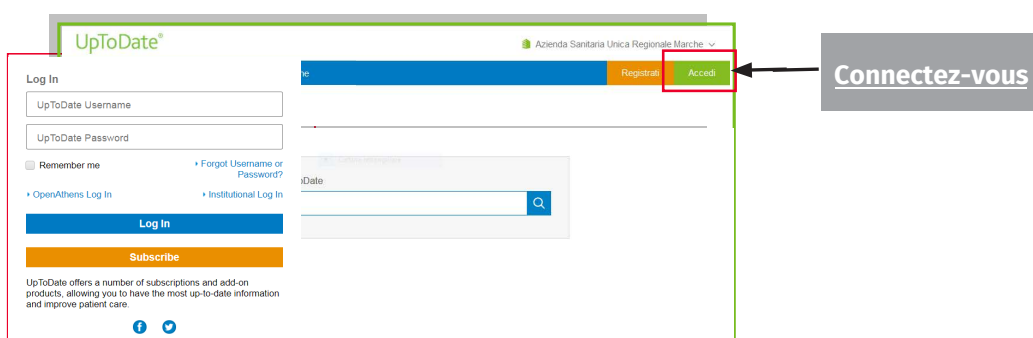 UpToDate®
Azienda Sanitaria Unica Regionale Marche
Registrati
Accedi
Connectez-vous
Log In
UpToDate Username
UpToDate Password
Remember me
Forgot Username or
Password?
OpenAthens Log In
Institutional Log In
Log In
Subscribe
UpToDate offers a number of subscriptions and add-on
products, allowing you to have the most up-to-date information
and improve patient care.